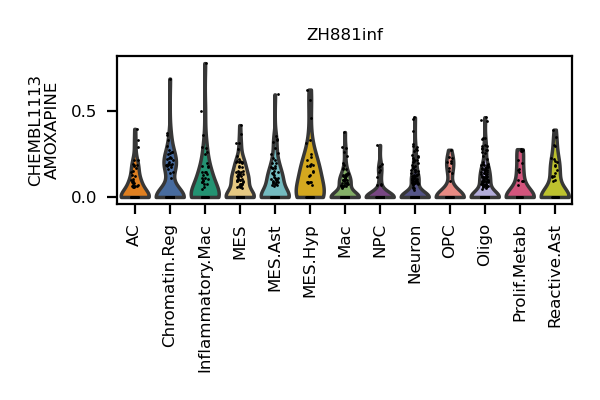 ZH881inf
CHEMBL1113
AMOXAPINE
0.5
0.0
AC
Chromatin.Reg
Inflammatory.Mac
MES
MES.Ast
MES.Hyp
Mac
NPC
Neuron
OPC
Oligo
Prolif.Metab
Reactive.Ast